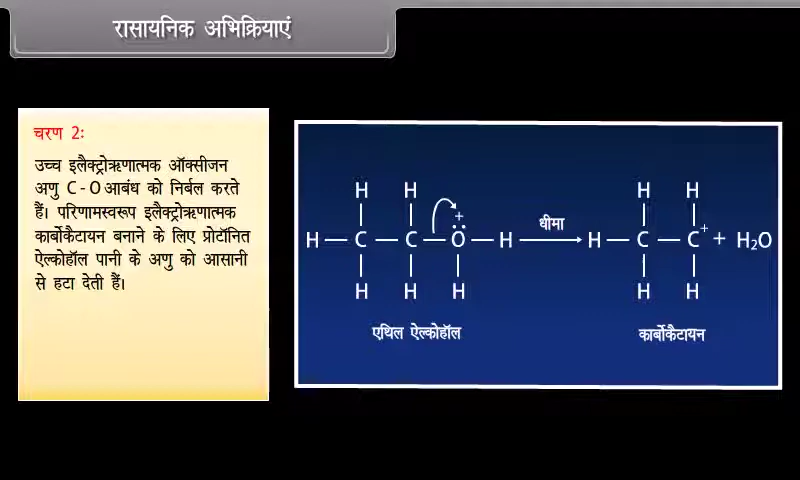 रासायनिक अभिक्रियाएं
चरण 2:
उच्च इलैक्ट्रोऋणात्मक ऑक्सीजन
अणु C - O आबंध को निर्बल करते
हैं। परिणामस्वरूप इलैक्ट्रोऋणात्मक
कार्बोकैटायन बनाने के लिए प्रोटॉनित
ऐल्कोहॉल पानी के अणु को आसानी
से हटा देती हैं।
H H H H
+ धीमा +
H — C — C — O — H → H — C — C + H₂O
H H H H H
एथिल ऐल्कोहॉल कार्बोकैटायन